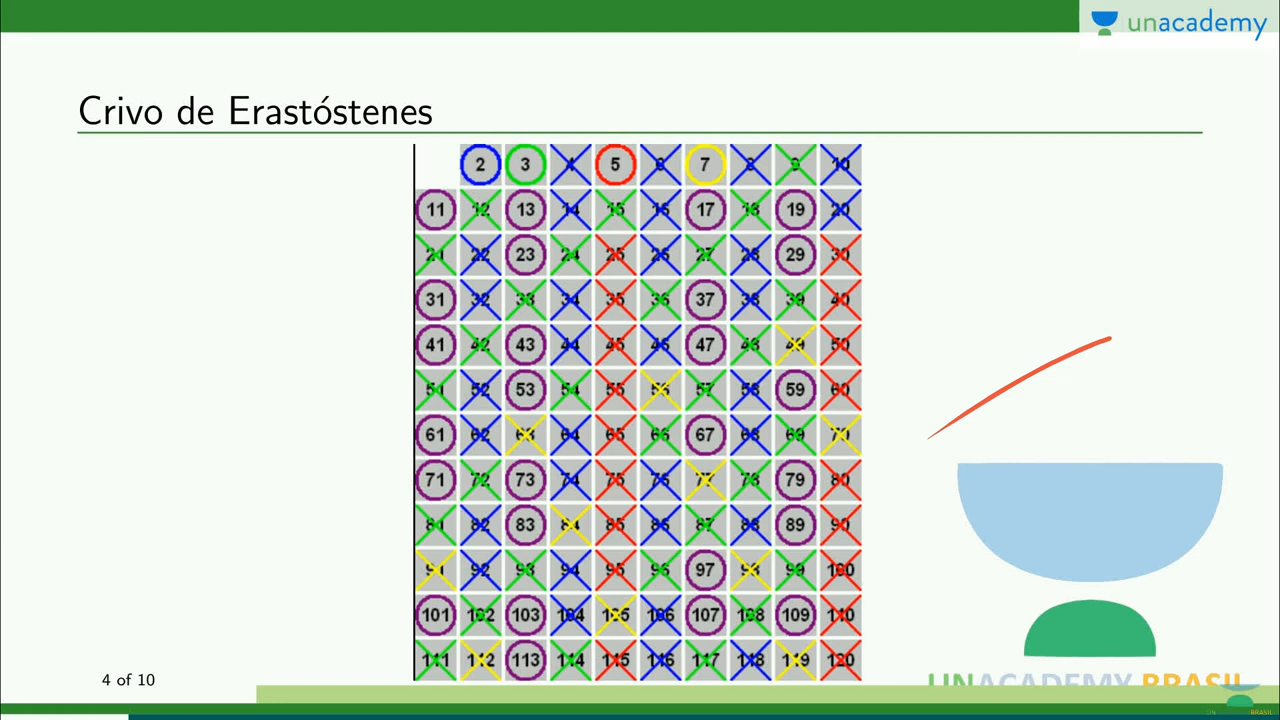 unacademy
Crivo de Erastóstenes
2 3 4 5 6 7 8 9 10
11 12 13 14 15 16 17 18 19 20
21 22 23 24 25 26 27 28 29 30
31 32 33 34 35 36 37 38 39 40
41 42 43 44 45 46 47 48 49 50
51 52 53 54 55 56 57 58 59 60
61 62 63 64 65 66 67 68 69 70
71 72 73 74 75 76 77 78 79 80
81 82 83 84 85 86 87 88 89 90
91 92 93 94 95 96 97 98 99 100
101 102 103 104 105 106 107 108 109 110
111 112 113 114 115 116 117 118 119 120
4 of 10
UNACADEMY BRASIL
BRASIL